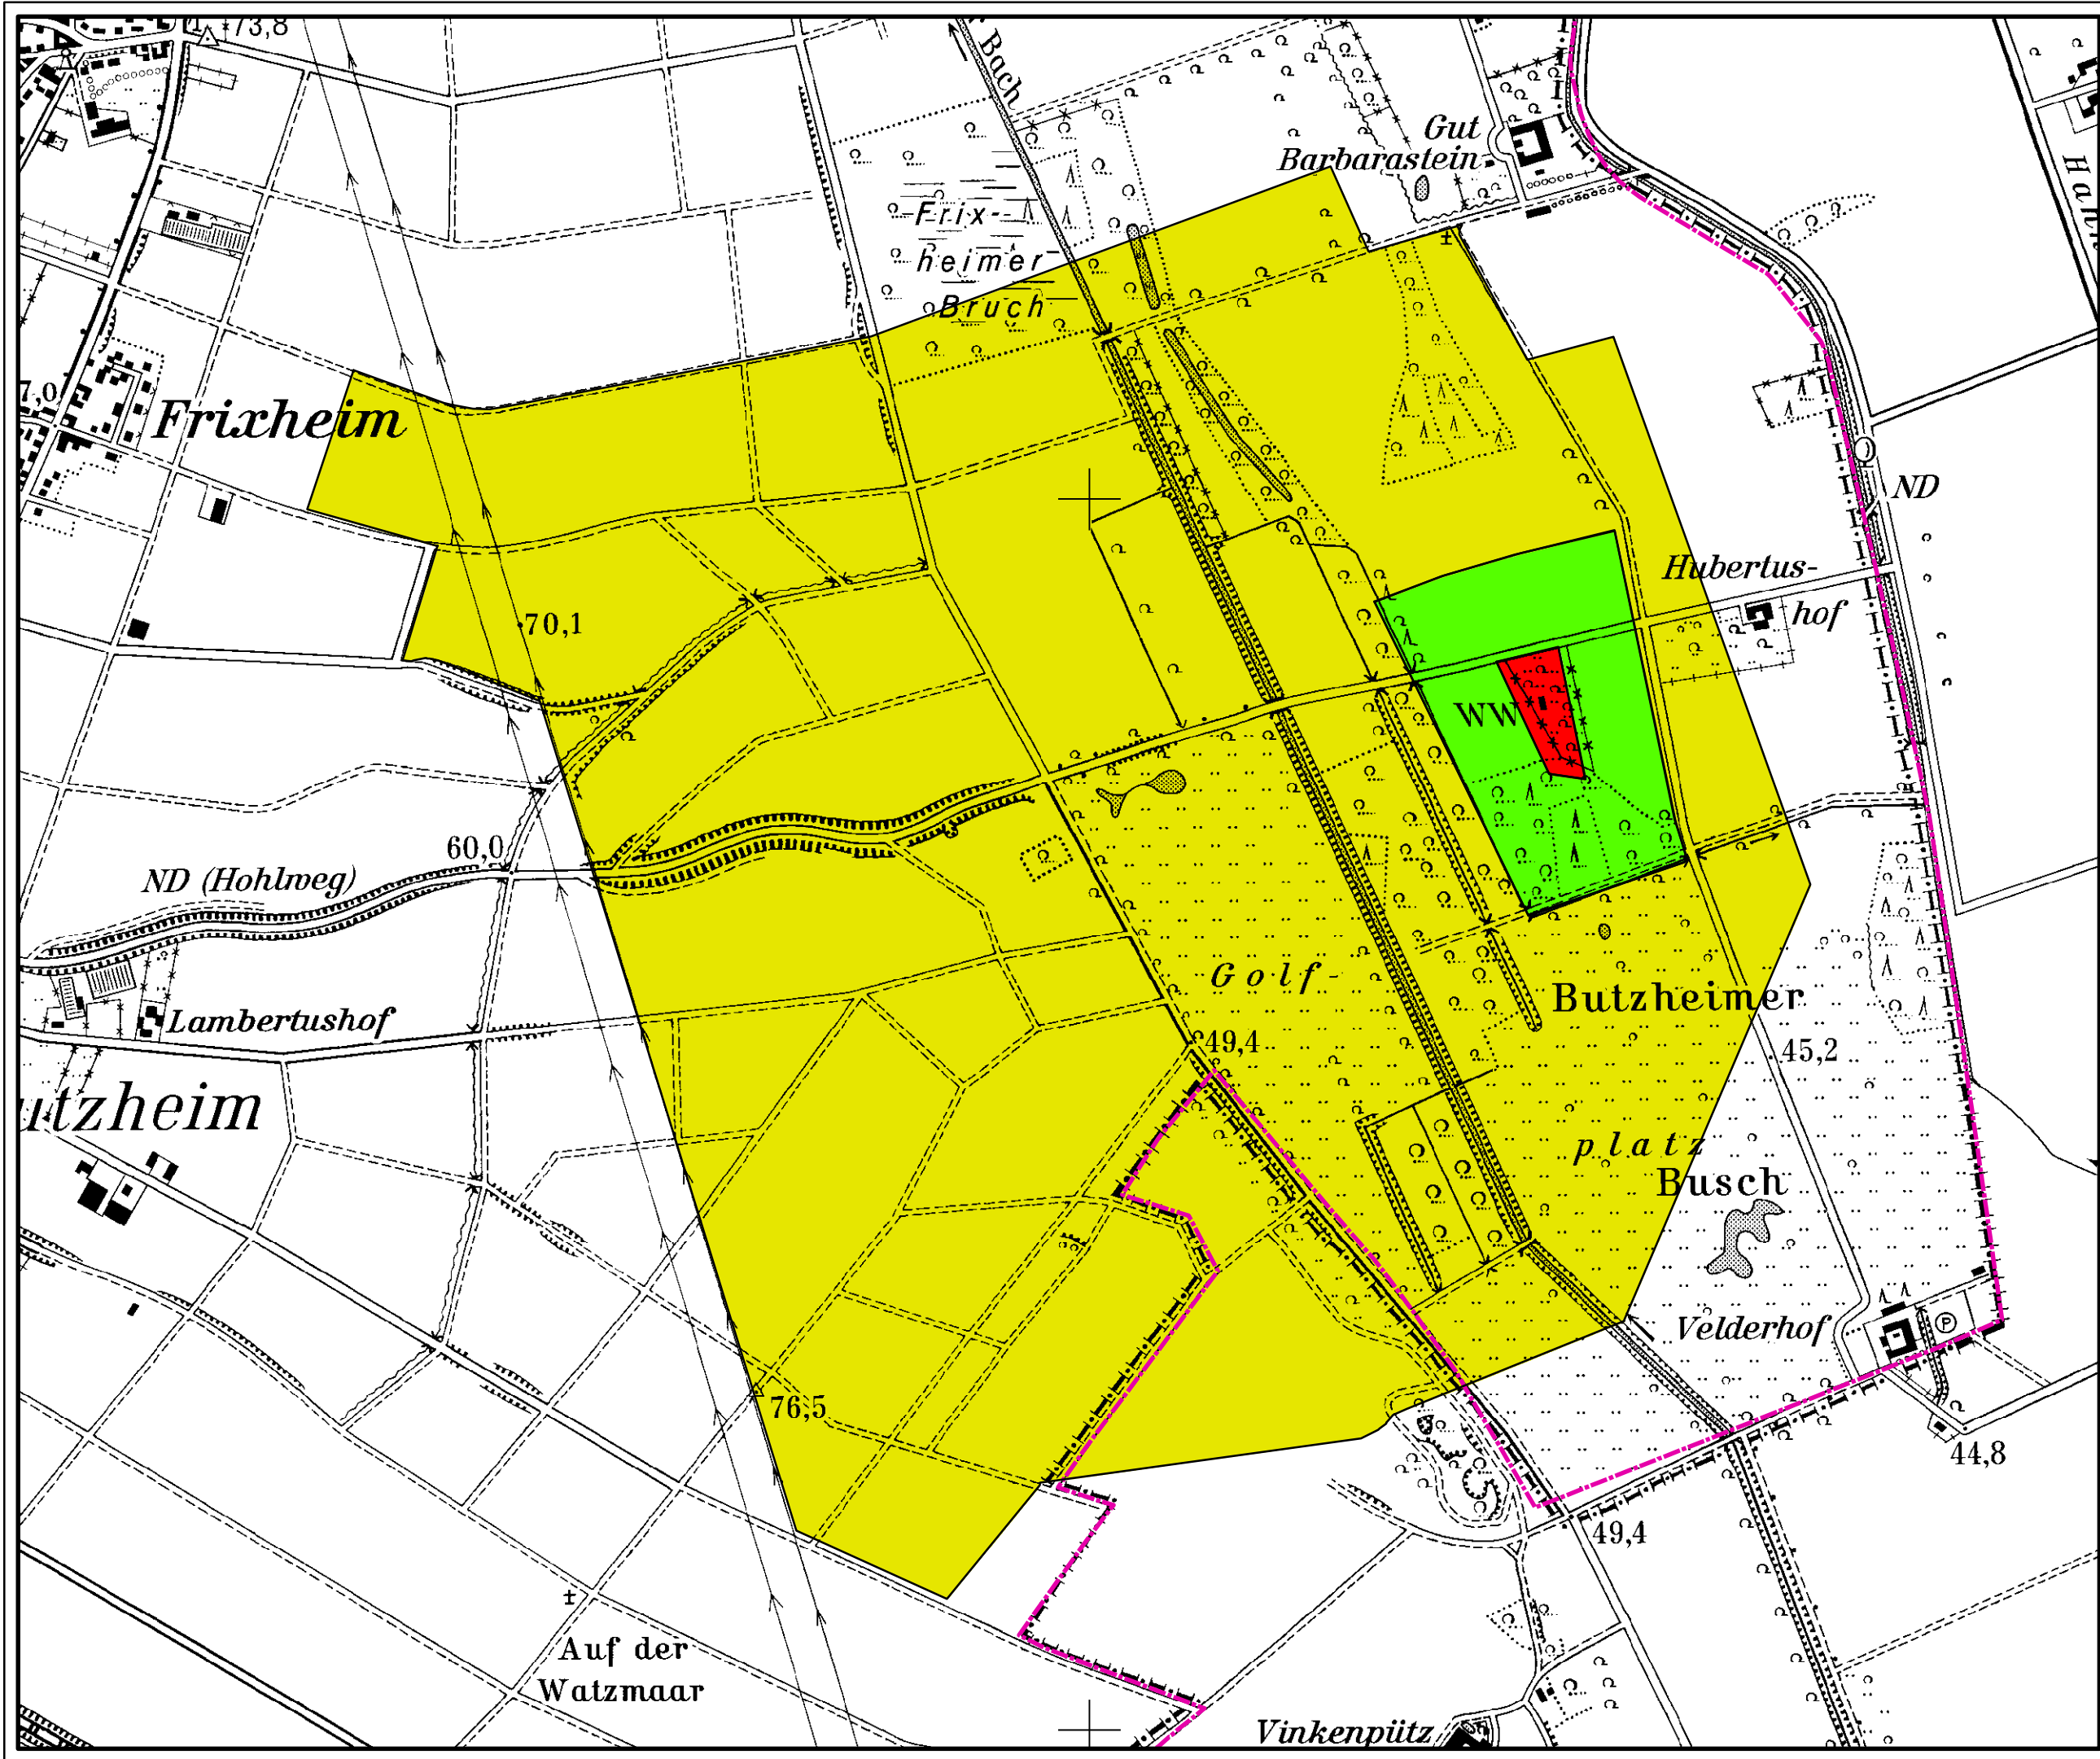 73,8
Bach
Gut
Barbarastein
Frix-
heimer-
Bruch
7,0
Frixheim
ND
Hubertus-
hof
70,1
WW
60,0
ND (Hohlweg)
Golf-
Butzheimer
Lambertushof
49,4
45,2
utzheim
platz
Busch
Velderhof
P
76,5
44,8
49,4
Auf der
Watzmaar
Vinkenpütz